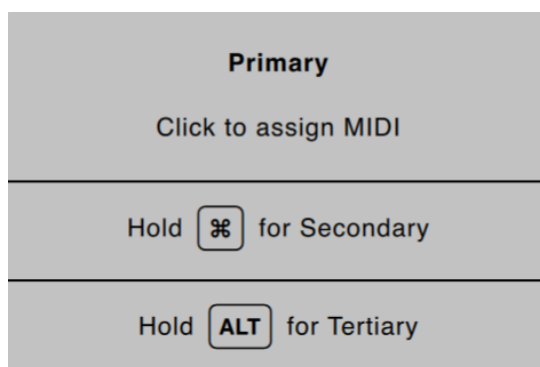 Primary
Click to assign MIDI
Hold ⌘ for Secondary
Hold ALT for Tertiary